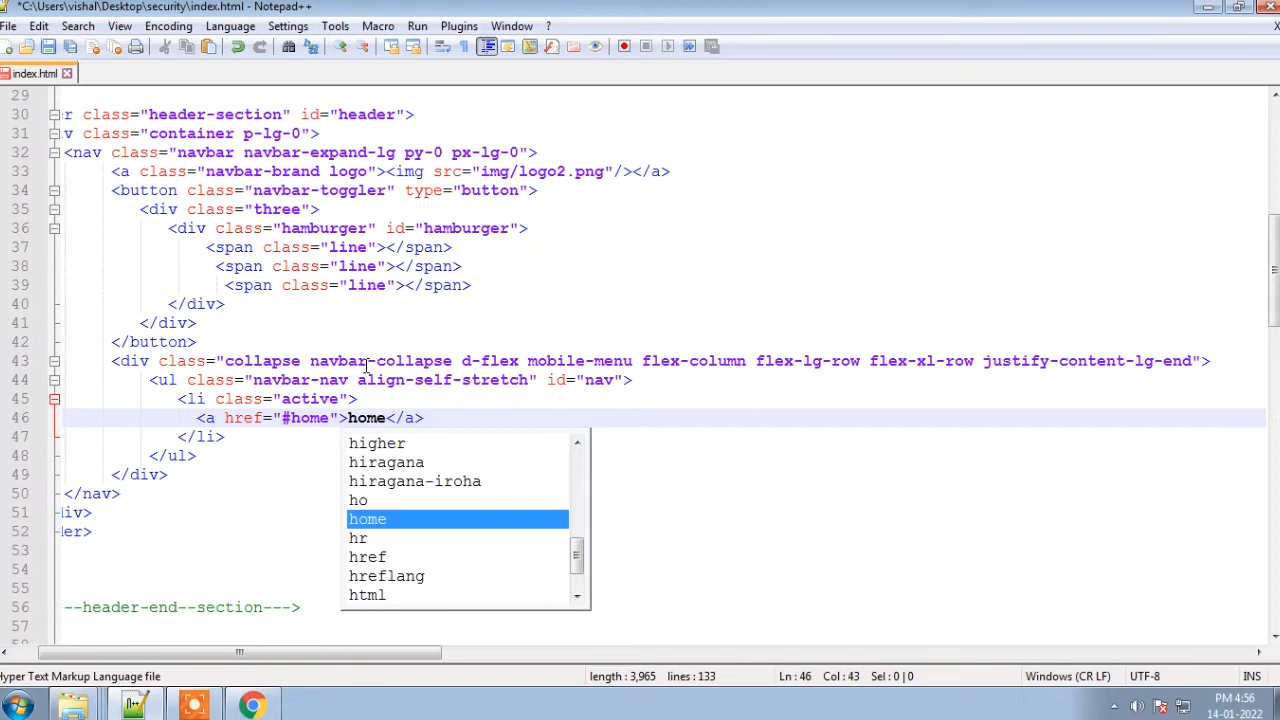 *C:\Users\vishal\Desktop\security\index.html - Notepad++
File Edit Search View Encoding Language Settings Tools Macro Run Plugins Window ?
index.html
29
30 r class="header-section" id="header">
31 v class="container p-lg-0">
32 <nav class="navbar navbar-expand-lg py-0 px-lg-0">
33 <a class="navbar-brand logo"><img src="img/logo2.png"/></a>
34 <button class="navbar-toggler" type="button">
35 <div class="three">
36 <div class="hamburger" id="hamburger">
37 <span class="line"></span>
38 <span class="line"></span>
39 <span class="line"></span>
40 </div>
41 </div>
42 </button>
43 <div class="collapse navbar-collapse d-flex mobile-menu flex-column flex-lg-row flex-xl-row justify-content-lg-end">
44 <ul class="navbar-nav align-self-stretch" id="nav">
45 <li class="active">
46 <a href="#home">home</a>
47 </li>
48 </ul>
49 </div>
50 </nav>
51 div>
52 der>
53
54
55
56 --header-end--section--->
57
higher
hiragana
hiragana-iroha
ho
home
hr
href
hreflang
html
Hyper Text Markup Language file length : 3,965 lines : 133 Ln : 46 Col : 43 Sel : 0 | 0 Windows (CR LF) UTF-8 INS
PM 4:56
14-01-2022